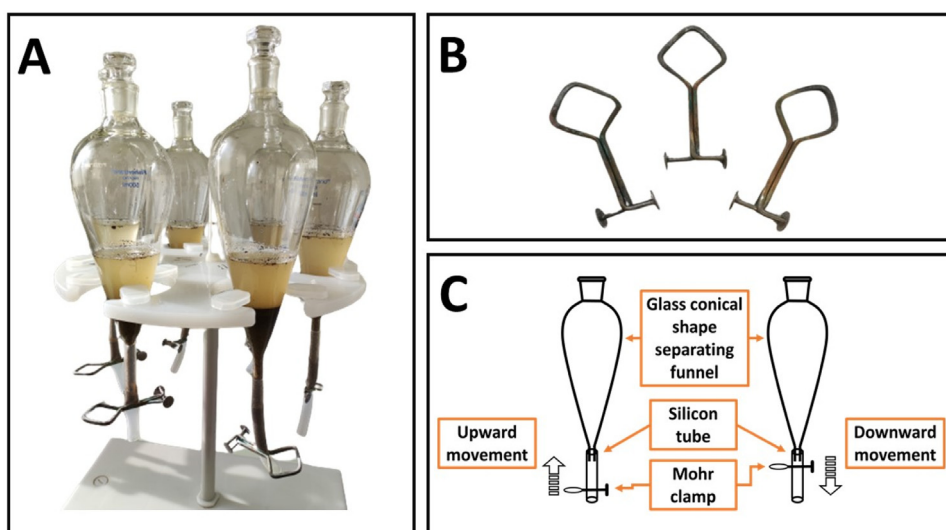 A
B
C
Glass conical
shape
separating
funnel
Silicon
tube
Upward
movement
Downward
movement
Mohr
clamp